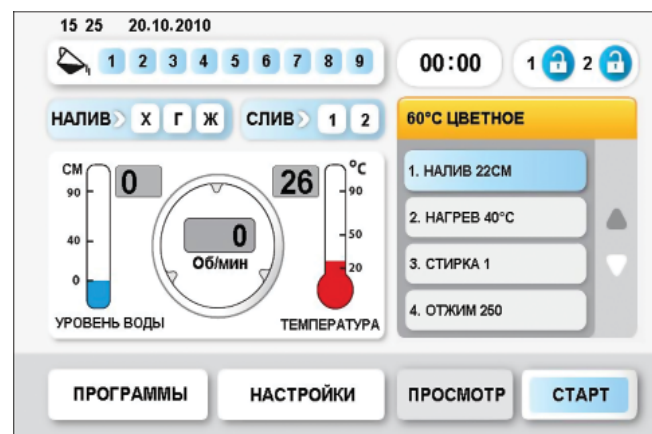 15 25 20.10.2010
1 2 3 4 5 6 7 8 9
00:00
1 2
НАЛИВ Х Г Ж
СЛИВ 1 2
60°С ЦВЕТНОЕ
СМ
90
40
0
0
УРОВЕНЬ ВОДЫ
0
Об/мин
26
°С
90
50
20
ТЕМПЕРАТУРА
1. НАЛИВ 22СМ
2. НАГРЕВ 40°С
3. СТИРКА 1
4. ОТЖИМ 250
ПРОГРАММЫ
НАСТРОЙКИ
ПРОСМОТР
СТАРТ